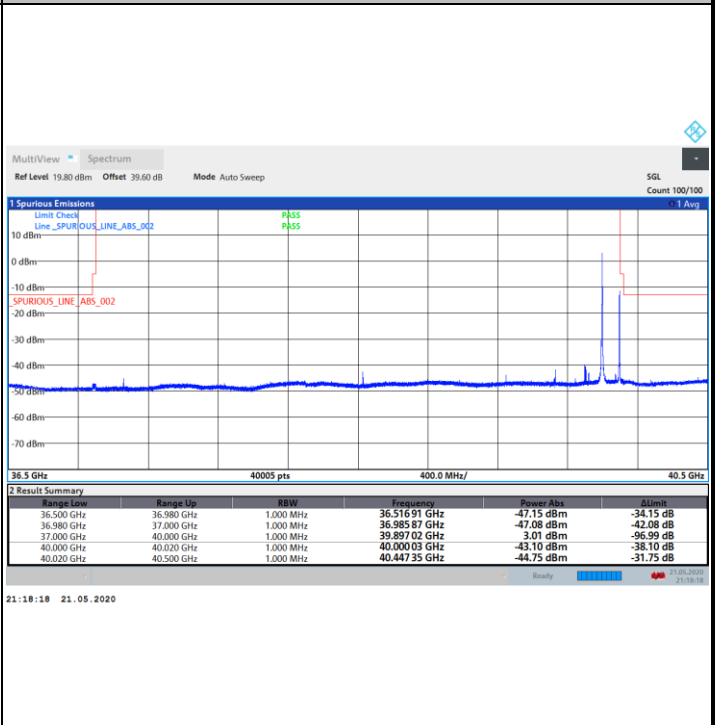 MultiView Spectrum
Ref Level 19.80 dBm Offset 39.60 dB Mode Auto Sweep SGL
Count 100/100
1 Spurious Emissions 1 Avg
Limit Check PASS
Line _SPURIOUS_LINE_ABS_002 PASS
10 dBm
0 dBm
-10 dBm
_SPURIOUS_LINE_ABS_002
-20 dBm
-30 dBm
-40 dBm
-50 dBm
-60 dBm
-70 dBm
36.5 GHz 40005 pts 400.0 MHz/ 40.5 GHz
2 Result Summary
Range Low Range Up RBW Frequency Power Abs ΔLimit
36.500 GHz 36.980 GHz 1.000 MHz 36.51691 GHz -47.15 dBm -34.15 dB
36.980 GHz 37.000 GHz 1.000 MHz 36.98587 GHz -47.08 dBm -42.08 dB
37.000 GHz 40.000 GHz 1.000 MHz 39.89702 GHz 3.01 dBm -96.99 dB
40.000 GHz 40.020 GHz 1.000 MHz 40.00003 GHz -43.10 dBm -38.10 dB
40.020 GHz 40.500 GHz 1.000 MHz 40.44735 GHz -44.75 dBm -31.75 dB
Ready 21.05.2020
21:18:18
21:18:18 21.05.2020